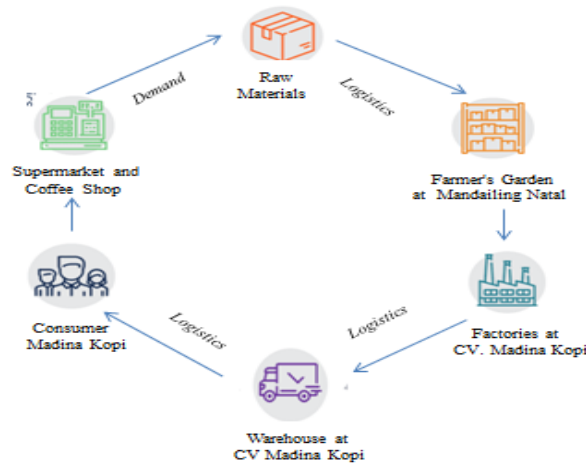 Raw
Materials
Demand
Logistics
Supermarket and
Coffee Shop
Farmer's Garden
at Mandailing Natal
Consumer
Madina Kopi
Logistics
Logistics
Factories at
CV. Madina Kopi
Warehouse at
CV Madina Kopi